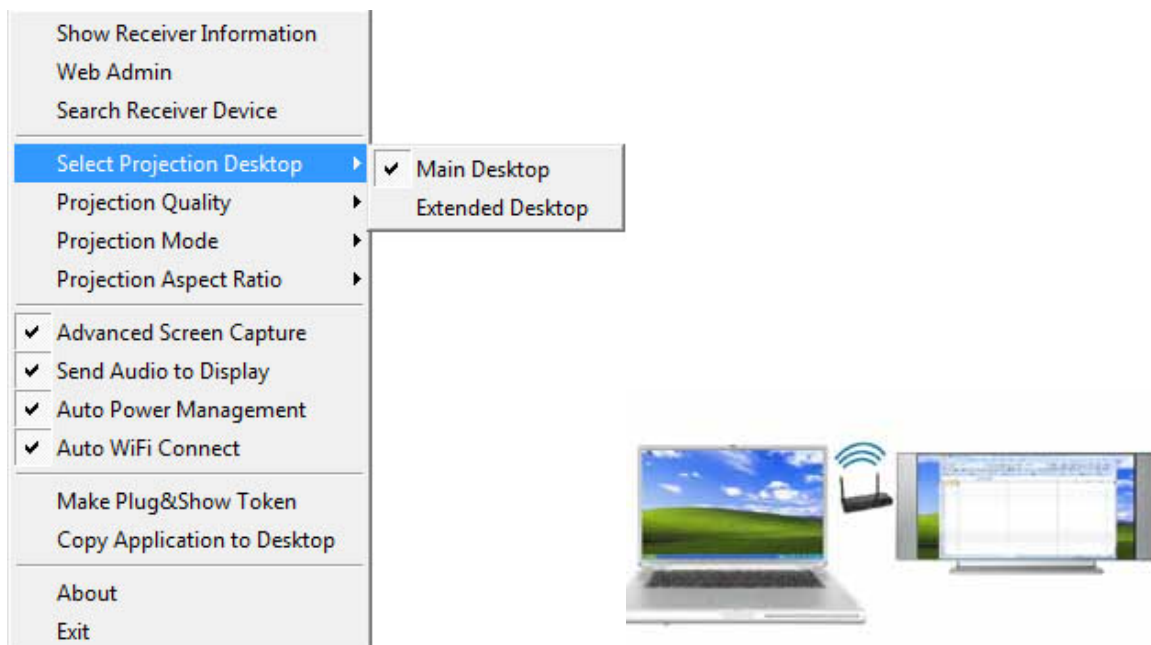 Show Receiver Information
Web Admin
Search Receiver Device
Select Projection Desktop
Main Desktop
Extended Desktop
Projection Quality
Projection Mode
Projection Aspect Ratio
Advanced Screen Capture
Send Audio to Display
Auto Power Management
Auto WiFi Connect
Make Plug&Show Token
Copy Application to Desktop
About
Exit